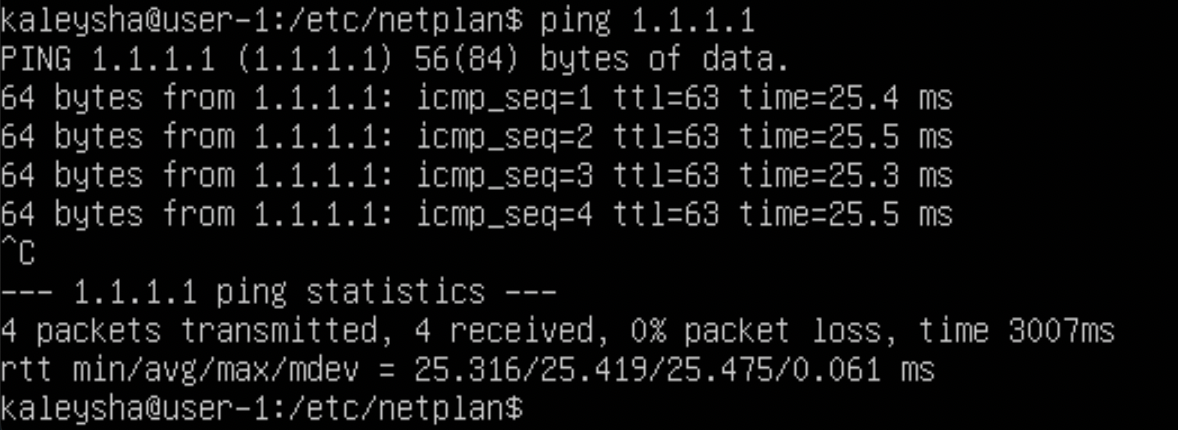 kaleysha@user-1:/etc/netplan$ ping 1.1.1.1
PING 1.1.1.1 (1.1.1.1) 56(84) bytes of data.
64 bytes from 1.1.1.1: icmp_seq=1 ttl=63 time=25.4 ms
64 bytes from 1.1.1.1: icmp_seq=2 ttl=63 time=25.5 ms
64 bytes from 1.1.1.1: icmp_seq=3 ttl=63 time=25.3 ms
64 bytes from 1.1.1.1: icmp_seq=4 ttl=63 time=25.5 ms
^C
--- 1.1.1.1 ping statistics ---
4 packets transmitted, 4 received, 0% packet loss, time 3007ms
rtt min/avg/max/mdev = 25.316/25.419/25.475/0.061 ms
kaleysha@user-1:/etc/netplan$